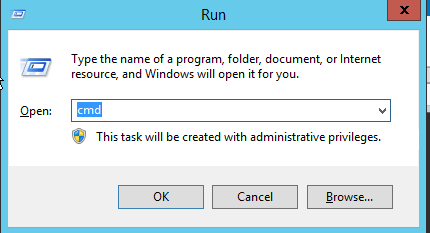 Run
Type the name of a program, folder, document, or Internet
resource, and Windows will open it for you.
Open: cmd
This task will be created with administrative privileges.
OK Cancel Browse...